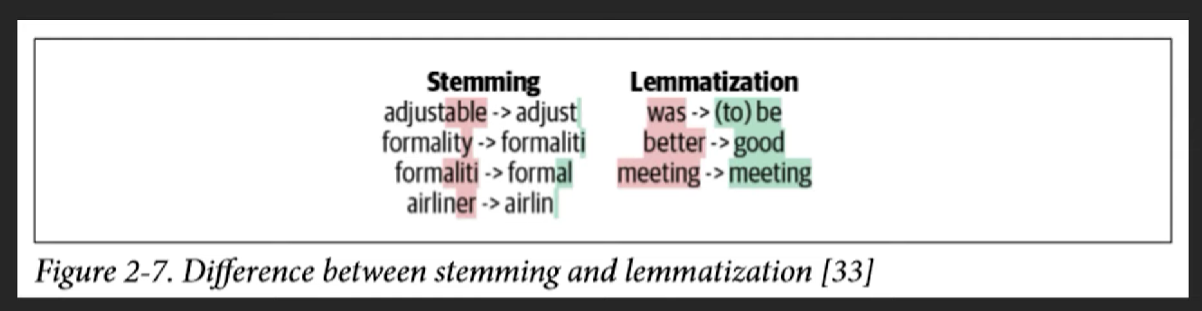 Stemming
adjustable -> adjust
formality -> formaliti
formaliti -> formal
airliner -> airlin
Lemmatization
was -> (to) be
better -> good
meeting -> meeting
Figure 2-7. Difference between stemming and lemmatization [33]